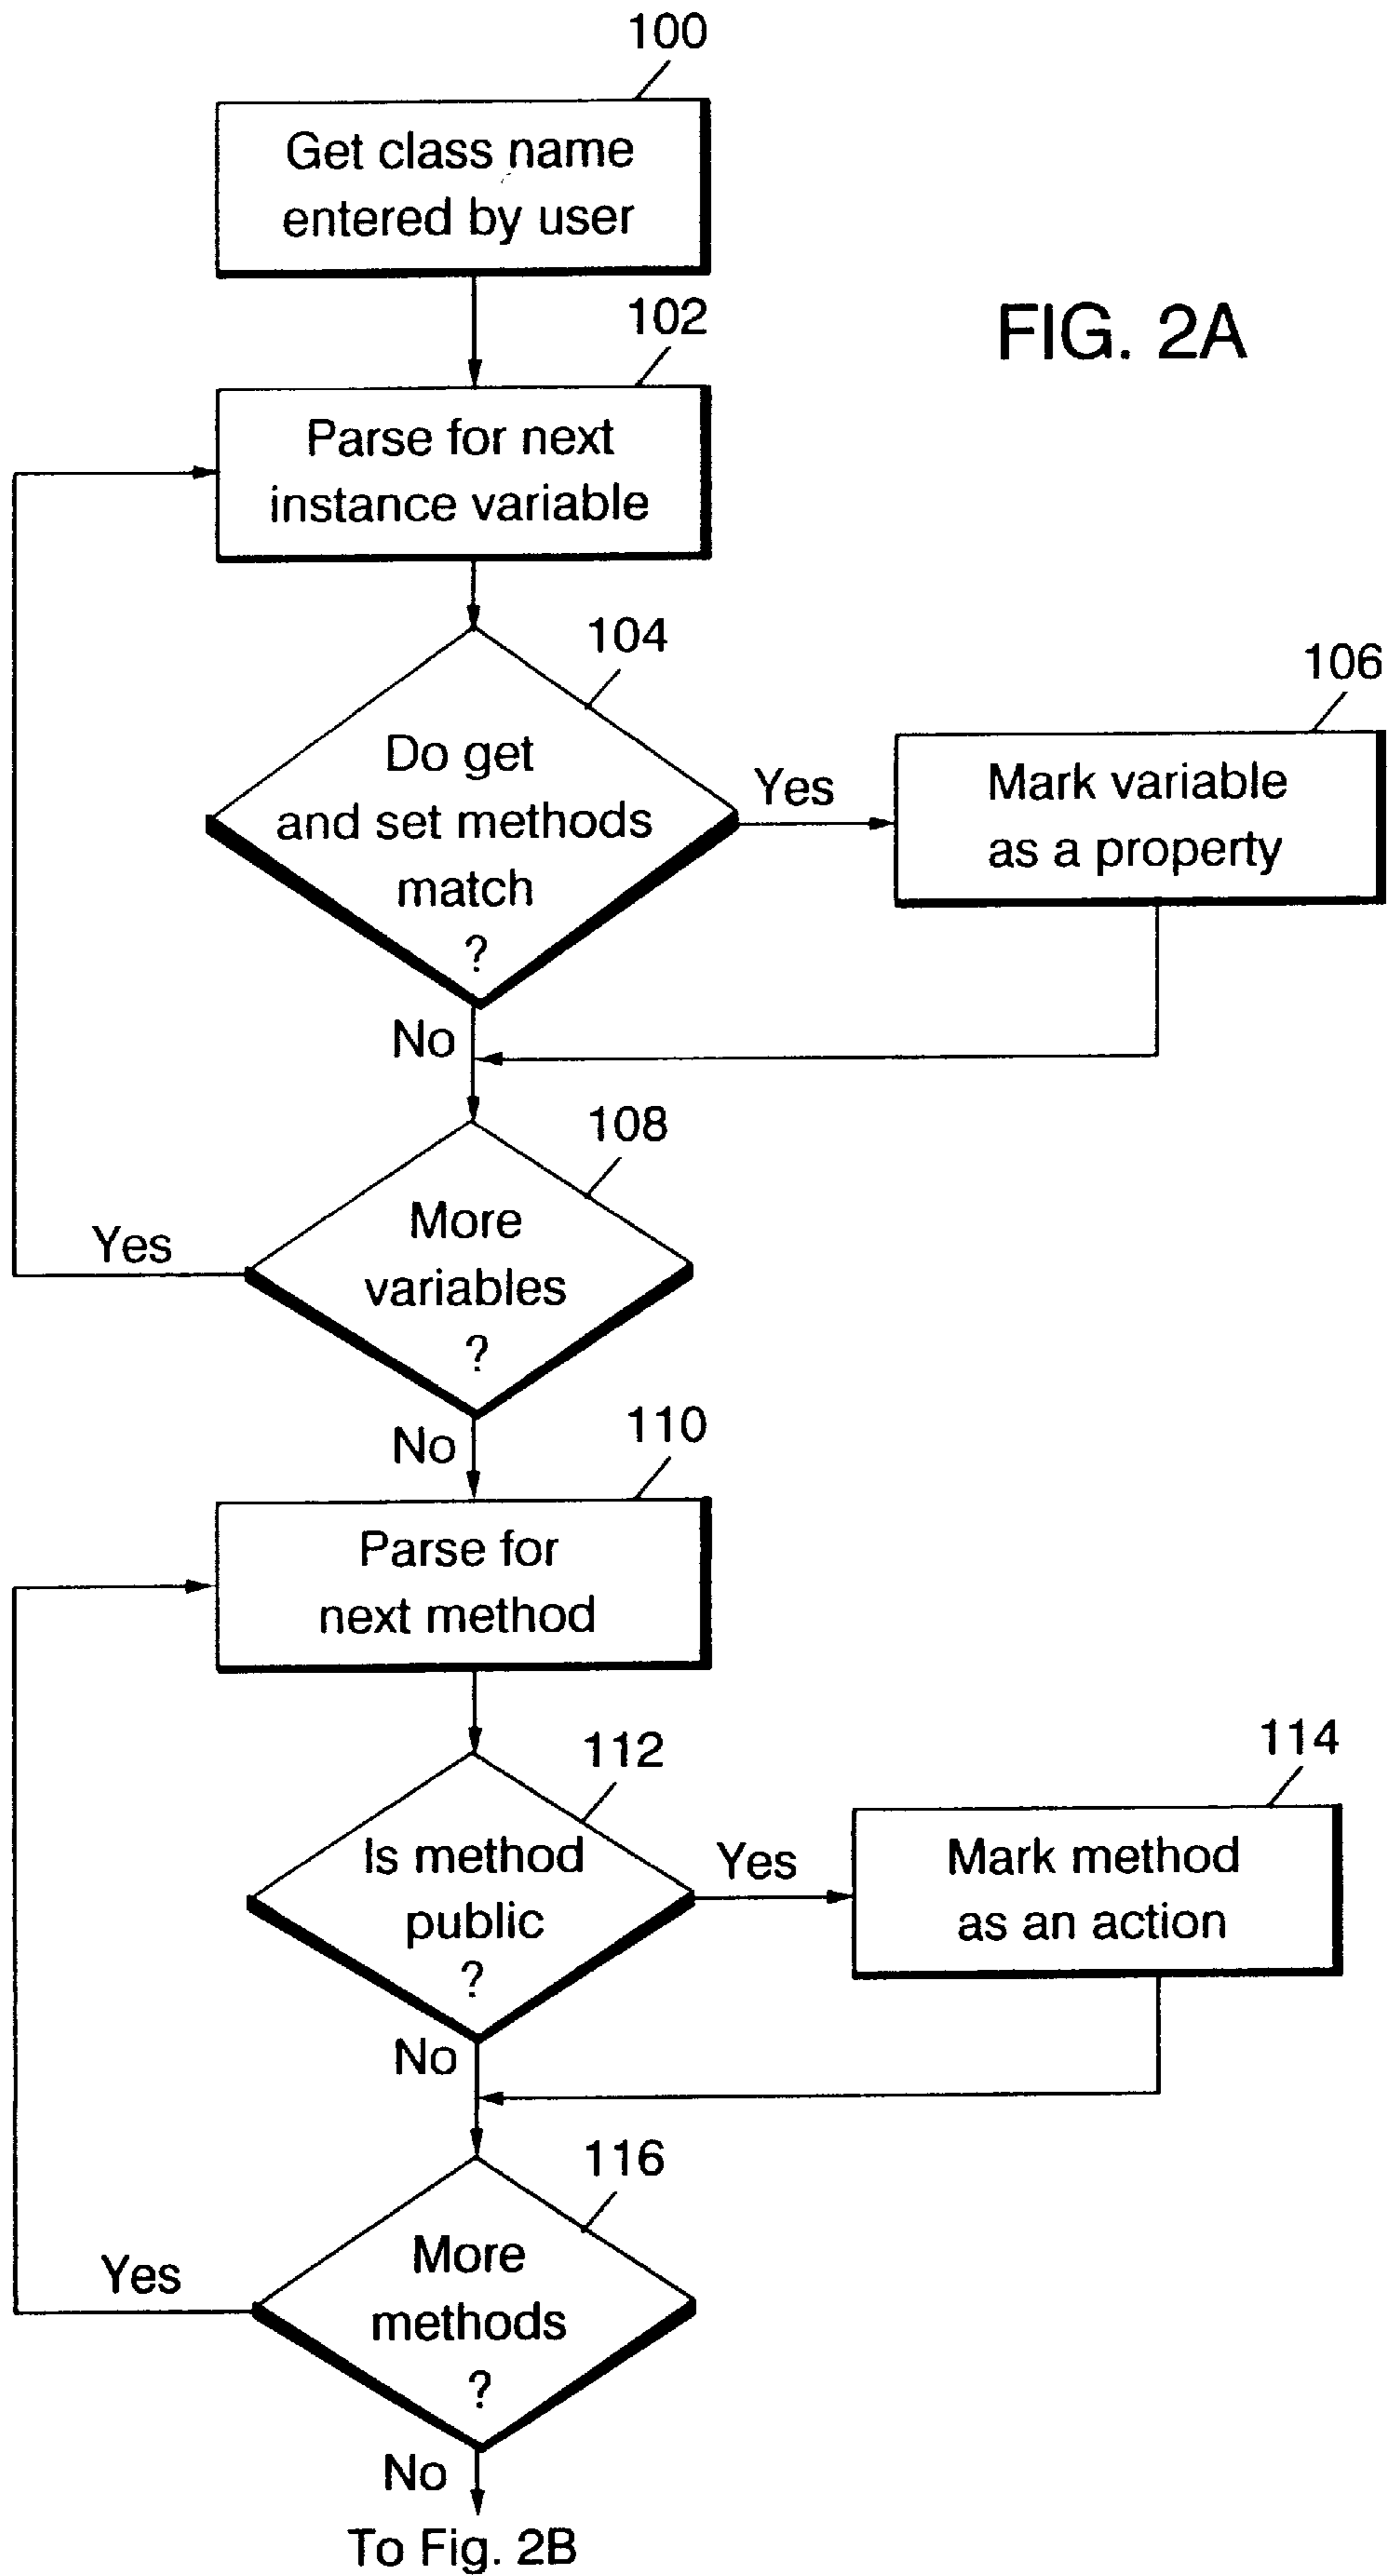 100
Get class name
entered by user
102
FIG. 2A
Parse for next
instance variable
104
Do get
and set methods
match
?
Yes
106
Mark variable
as a property
No
108
More
variables
?
Yes
No
110
Parse for
next method
112
Is method
public
?
Yes
114
Mark method
as an action
No
116
More
methods
?
Yes
No
To Fig. 2B